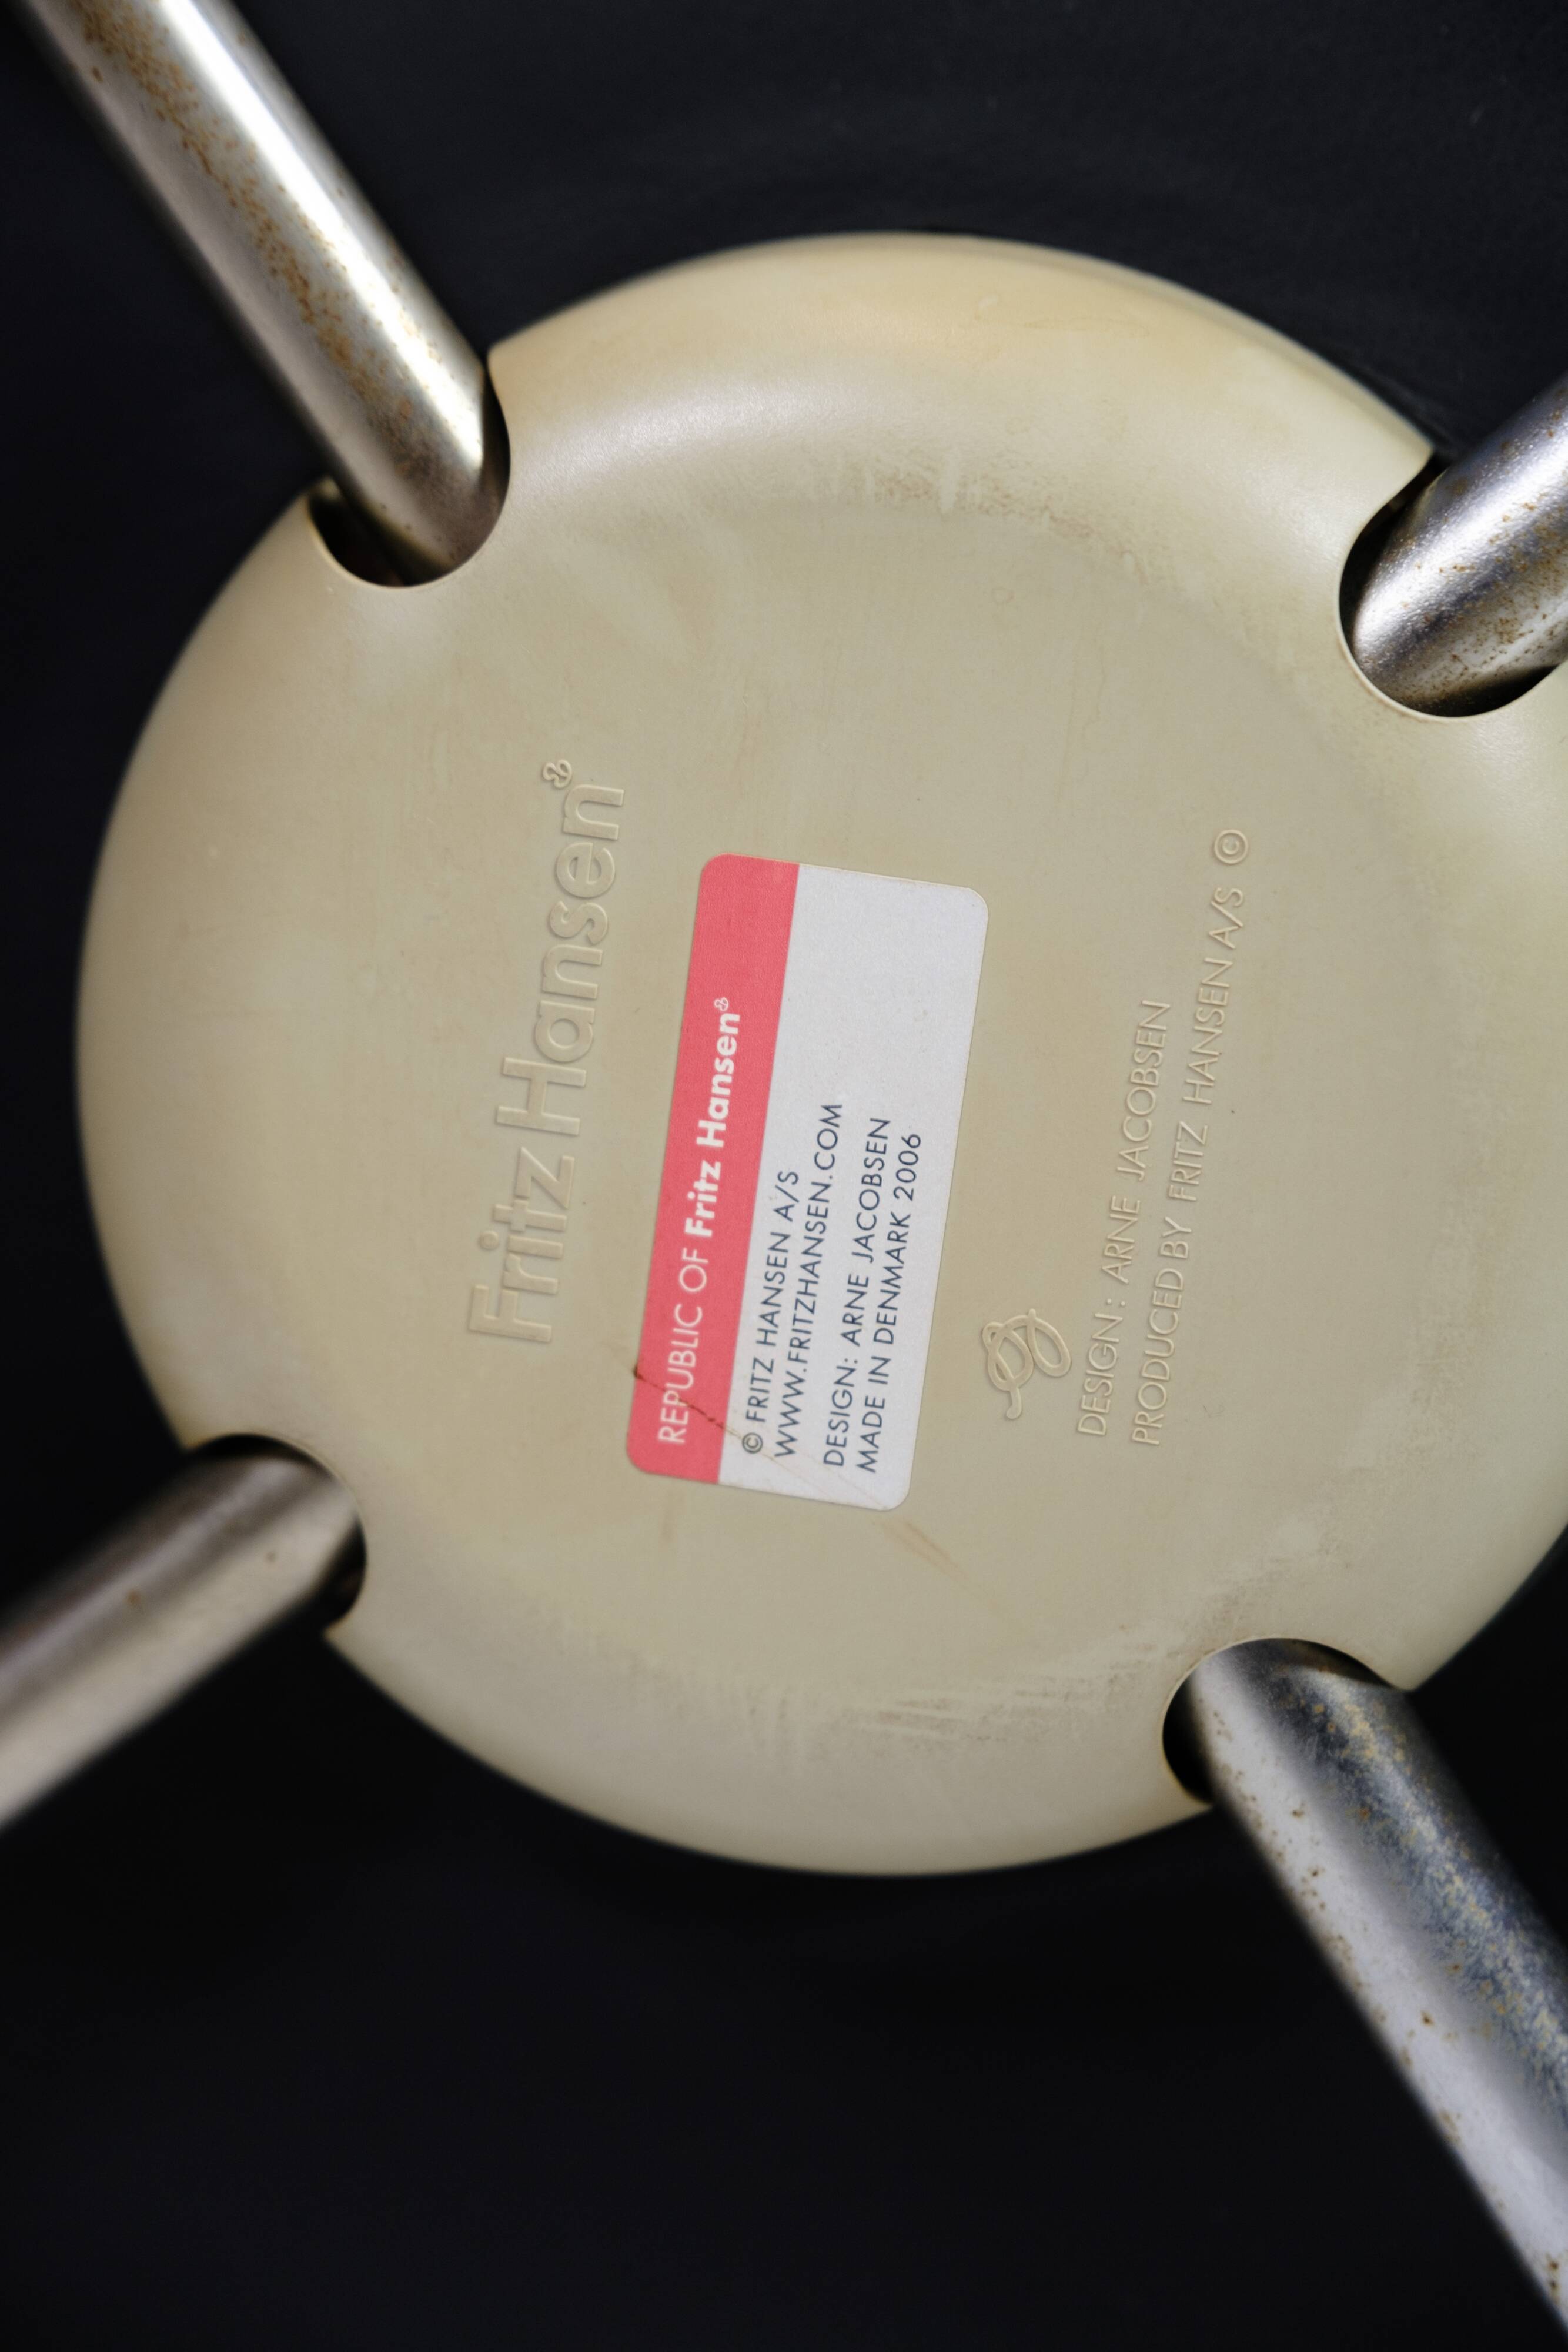 Fritz Hansen
REPUBLIC OF Fritz Hansen
© FRITZ HANSEN A/S
WWW.FRITZHANSEN.COM
DESIGN: ARNE JACOBSEN
MADE IN DENMARK 2006
DESIGN: ARNE JACOBSEN
PRODUCED BY FRITZ HANSEN A/S ©